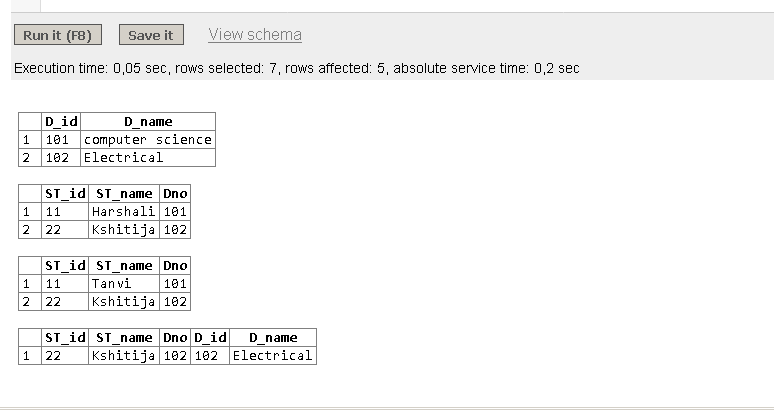 Run it (F8) Save it View schema
Execution time: 0,05 sec, rows selected: 7, rows affected: 5, absolute service time: 0,2 sec
D_id D_name
1 101 computer science
2 102 Electrical
ST_id ST_name Dno
1 11 Harshali 101
2 22 Kshitija 102
ST_id ST_name Dno
1 11 Tanvi 101
2 22 Kshitija 102
ST_id ST_name Dno D_id D_name
1 22 Kshitija 102 102 Electrical